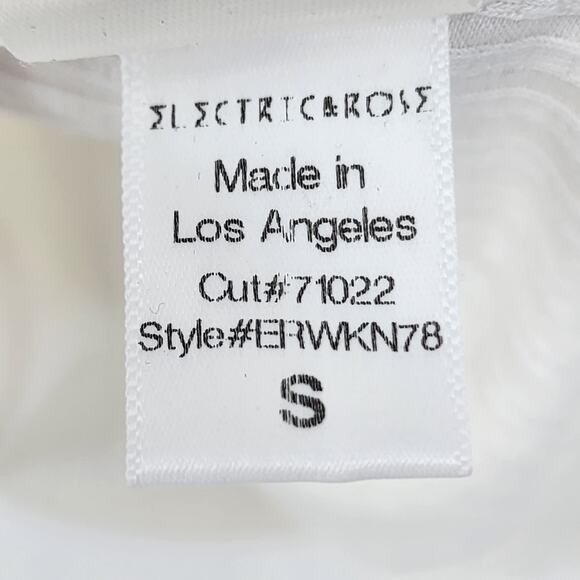 ELECTRIC&ROSE
Made in
Los Angeles
Cut#71022
Style#ERWKN78
S